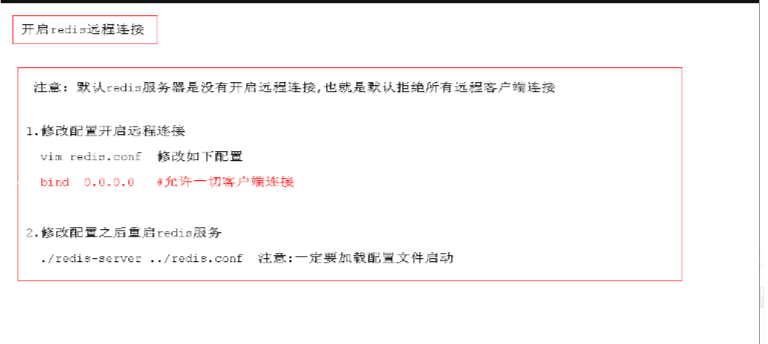 开启redis远程连接
注意: 默认redis服务器是没有开启远程连接,也就是默认拒绝所有远程客户端连接
1.修改配置开启远程连接
vim redis.conf 修改如下配置
bind 0.0.0.0 #允许一切客户端连接
2.修改配置之后重启redis服务
./redis-server ../redis.conf 注意:一定要加载配置文件启动